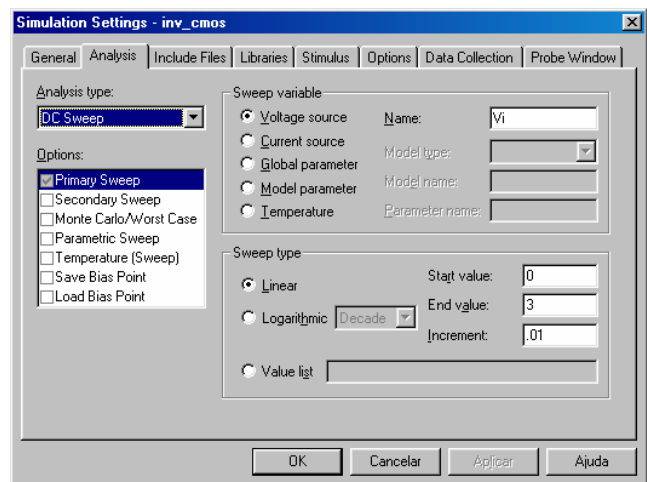 Simulation Settings - inv_cmos
General Analysis Include Files Libraries Stimulus Options Data Collection Probe Window
Analysis type:
DC Sweep
Options:
Primary Sweep
Secondary Sweep
Monte Carlo/Worst Case
Parametric Sweep
Temperature (Sweep)
Save Bias Point
Load Bias Point
Sweep variable
Voltage source
Current source
Global parameter
Model parameter
Temperature
Name: Vi
Model type:
Model name:
Parameter name:
Sweep type
Linear
Logarithmic Decade
Value list
Start value: 0
End value: 3
Increment: .01
OK Cancelar Aplicar Ajuda